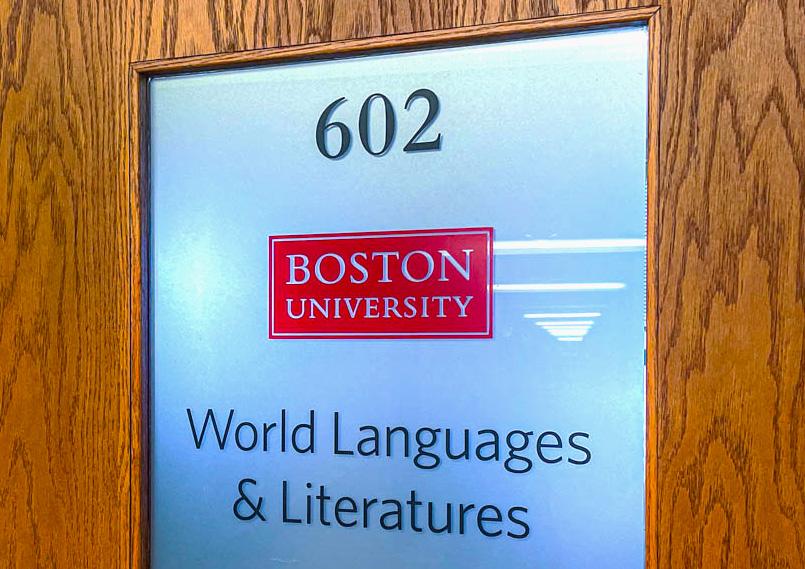 602
BOSTON
UNIVERSITY
World Languages
& Literatures